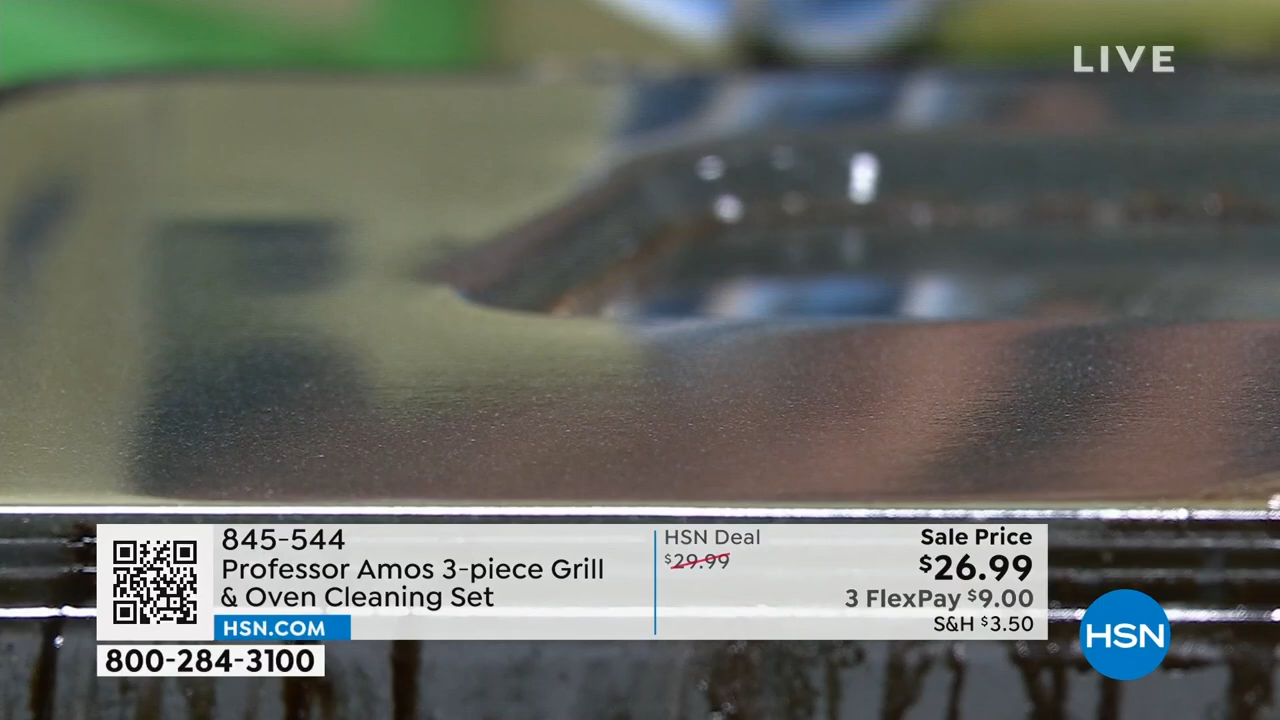 LIVE
845-544
Professor Amos 3-piece Grill
& Oven Cleaning Set
HSN.COM
800-284-3100
HSN Deal
$29.99
Sale Price
$26.99
3 FlexPay $9.00
S&H $3.50
HSN